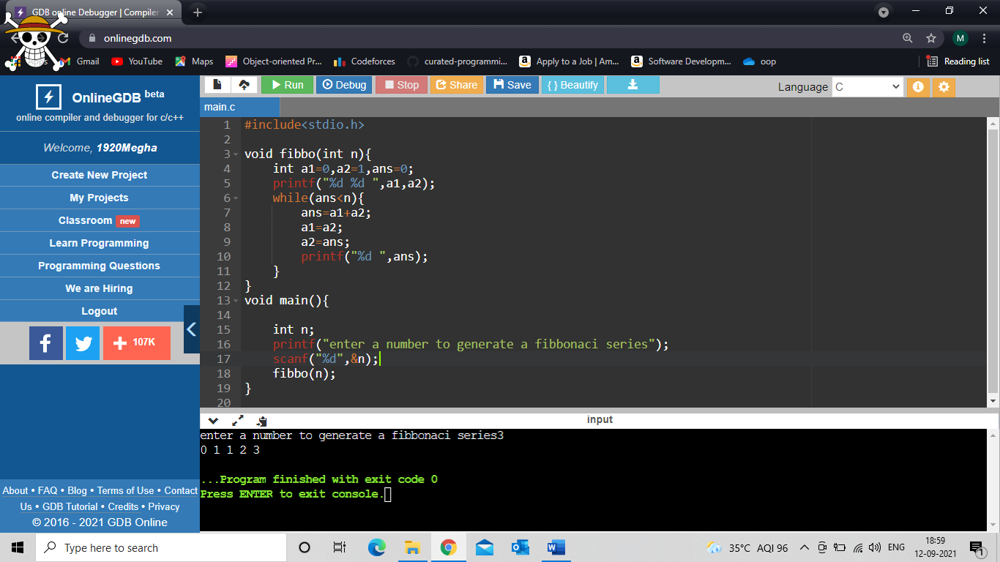 GDB online Debugger | Compiler
onlinegdb.com
M
Apps Gmail YouTube Maps Object-oriented Pr... Codeforces curated-programmi... Apply to a Job | Am... Software Developm... oop Reading list
OnlineGDB beta
online compiler and debugger for c/c++
Welcome, 1920Megha
Create New Project
My Projects
Classroom new
Learn Programming
Programming Questions
We are Hiring
Logout
107K
About • FAQ • Blog • Terms of Use • Contact
Us • GDB Tutorial • Credits • Privacy
© 2016 - 2021 GDB Online
Run Debug Stop Share Save { } Beautify Language C
main.c
1 #include<stdio.h>
2
3 void fibbo(int n){
4 int a1=0,a2=1,ans=0;
5 printf("%d %d ",a1,a2);
6 while(ans<n){
7 ans=a1+a2;
8 a1=a2;
9 a2=ans;
10 printf("%d ",ans);
11 }
12 }
13 void main(){
14
15 int n;
16 printf("enter a number to generate a fibbonaci series");
17 scanf("%d",&n);
18 fibbo(n);
19 }
20
input
enter a number to generate a fibbonaci series3
0 1 1 2 3
...Program finished with exit code 0
Press ENTER to exit console.
Type here to search
35°C AQI 96 ENG 18:59
12-09-2021
1